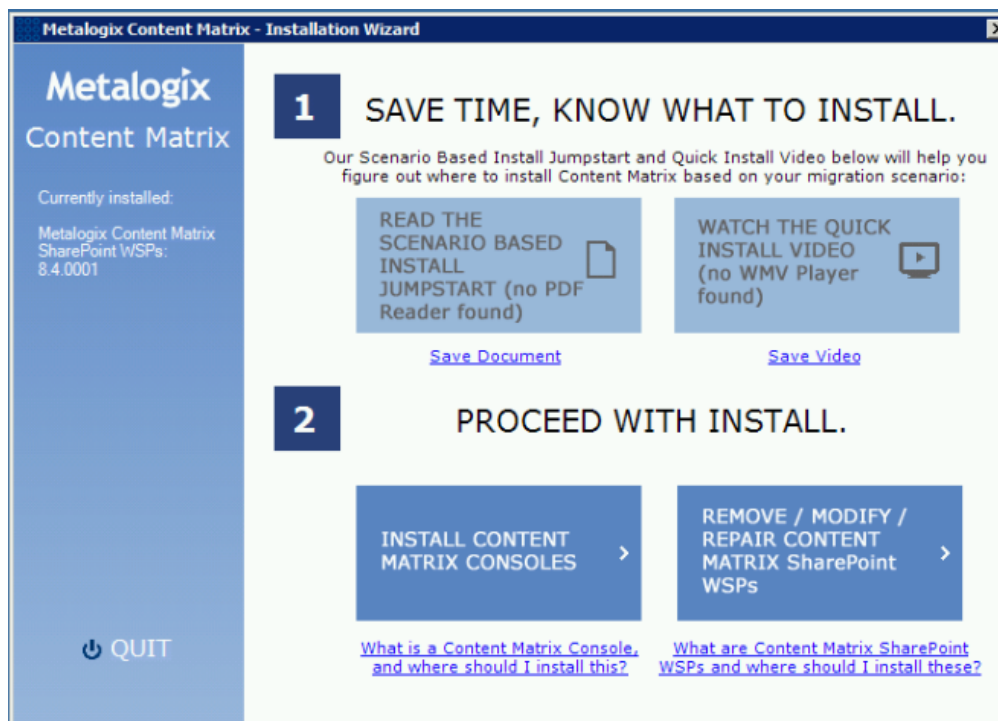 Metalogix Content Matrix - Installation Wizard
Metalogix
Content Matrix
Currently installed:
Metalogix Content Matrix
SharePoint WSPs:
8.4.0001
QUIT
1
SAVE TIME, KNOW WHAT TO INSTALL.
Our Scenario Based Install Jumpstart and Quick Install Video below will help you
figure out where to install Content Matrix based on your migration scenario:
READ THE
SCENARIO BASED
INSTALL
JUMPSTART (no PDF
Reader found)
Save Document
WATCH THE QUICK
INSTALL VIDEO
(no WMV Player
found)
Save Video
2
PROCEED WITH INSTALL.
INSTALL CONTENT
MATRIX CONSOLES
What is a Content Matrix Console,
and where should I install this?
REMOVE / MODIFY /
REPAIR CONTENT
MATRIX SharePoint
WSPs
What are Content Matrix SharePoint
WSPs and where should I install these?